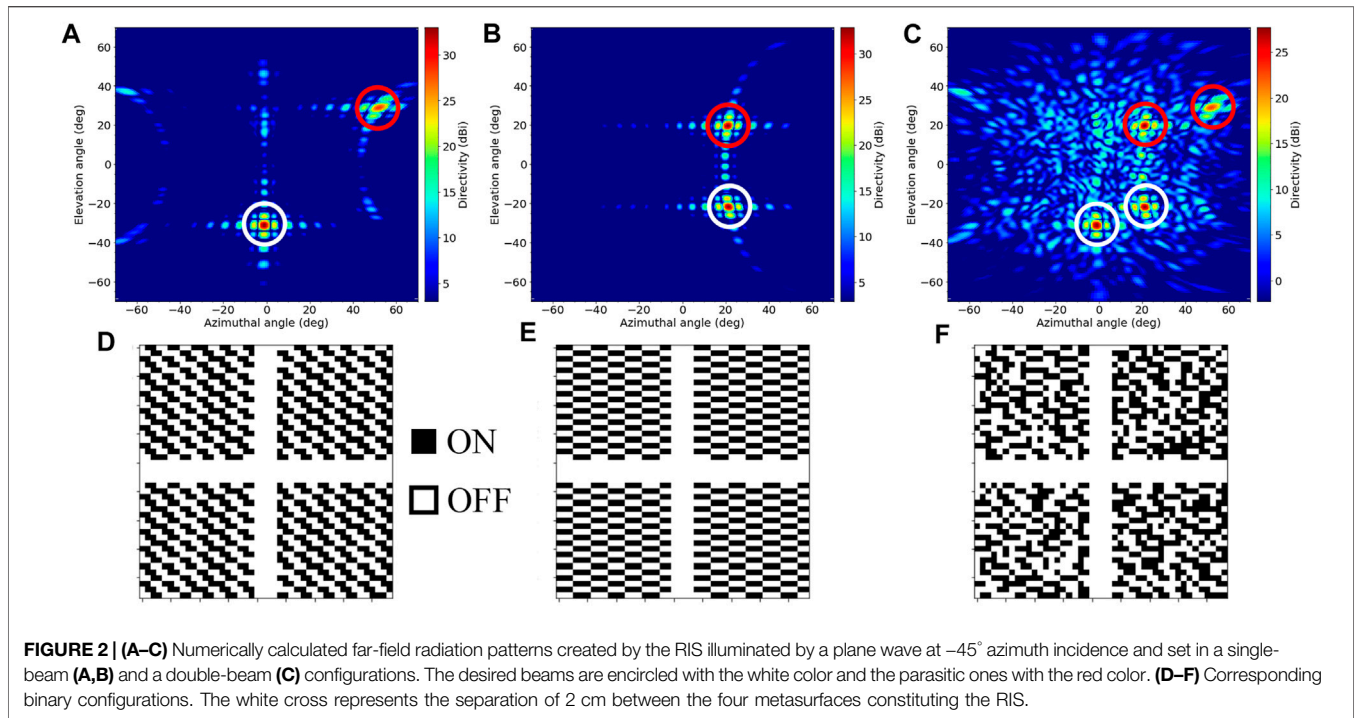 A
B
C
60
40
20
0
−20
−40
−60
Elevation angle (deg)
−60 −40 −20 0 20 40 60
Azimuthal angle (deg)
30
25
20
15
10
5
Directivity (dBi)
60
40
20
0
−20
−40
−60
Elevation angle (deg)
−60 −40 −20 0 20 40 60
Azimuthal angle (deg)
30
25
20
15
10
5
Directivity (dBi)
60
40
20
0
−20
−40
−60
Elevation angle (deg)
−60 −40 −20 0 20 40 60
Azimuthal angle (deg)
25
20
15
10
5
0
Directivity (dBi)
D
E
F
ON
OFF
FIGURE 2 | (A–C) Numerically calculated far-field radiation patterns created by the RIS illuminated by a plane wave at −45° azimuth incidence and set in a single-
beam (A,B) and a double-beam (C) configurations. The desired beams are encircled with the white color and the parasitic ones with the red color. (D–F) Corresponding
binary configurations. The white cross represents the separation of 2 cm between the four metasurfaces constituting the RIS.